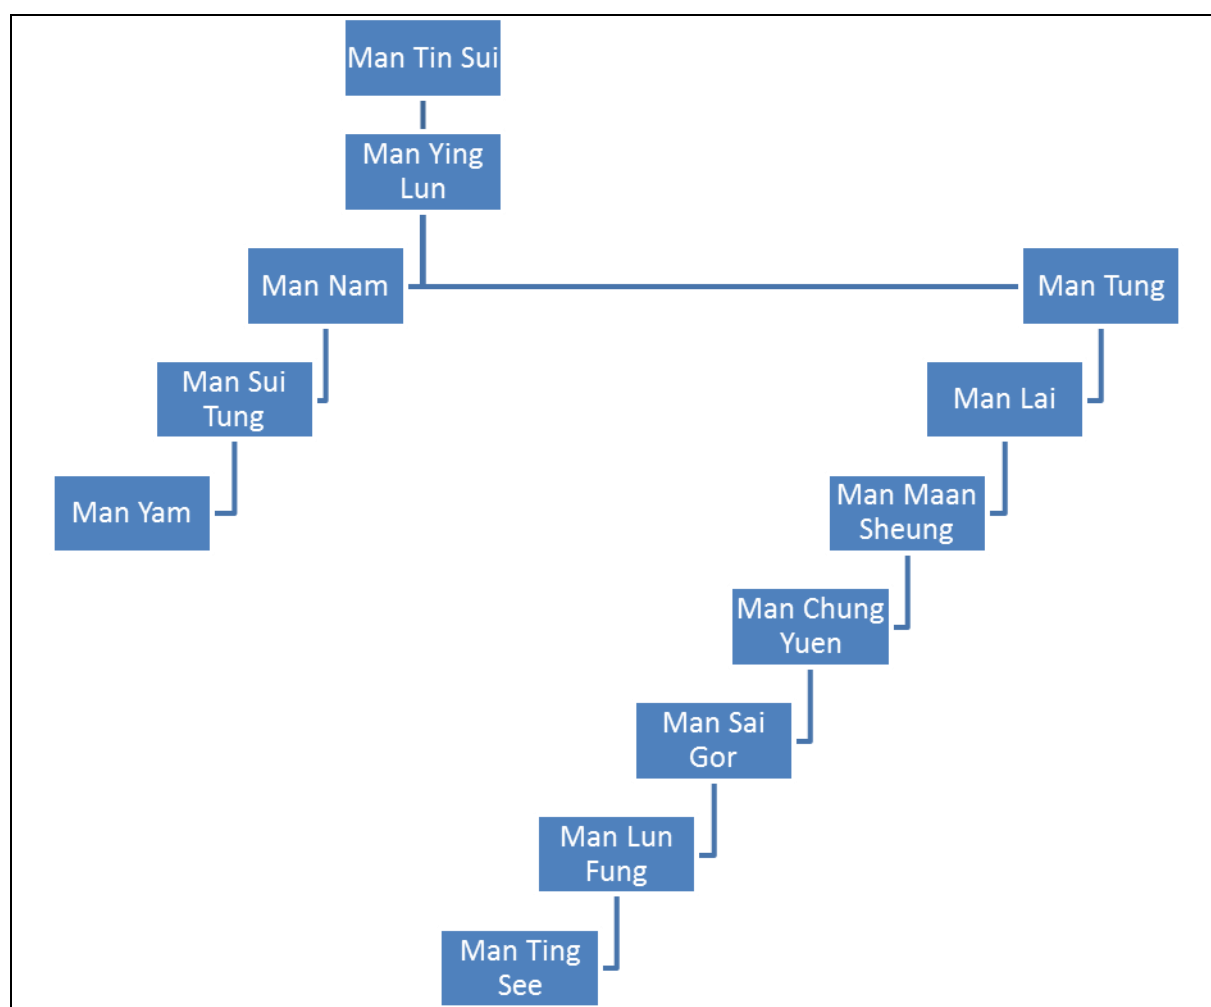 Man Tin Sui
Man Ying
Lun
Man Nam
Man Tung
Man Sui
Tung
Man Lai
Man Yam
Man Maan
Sheung
Man Chung
Yuen
Man Sai
Gor
Man Lun
Fung
Man Ting
See